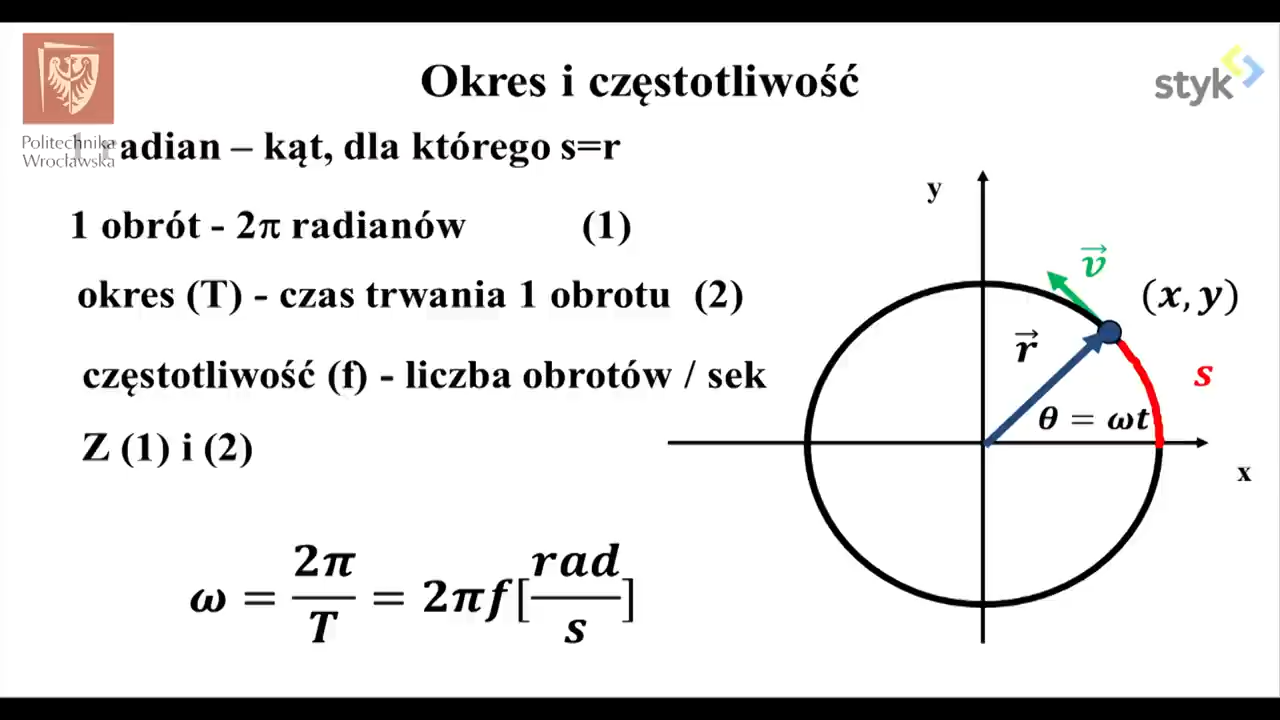 Okres i częstotliwość
styk
Politechnika
Wrocławska
1 radian – kąt, dla którego s=r
1 obrót - 2π radianów (1)
okres (T) - czas trwania 1 obrotu (2)
częstotliwość (f) - liczba obrotów / sek
Z (1) i (2)
ω = 2π/T = 2πf[rad/s]
y
v⃗
(x, y)
r⃗
s
θ = ωt
x